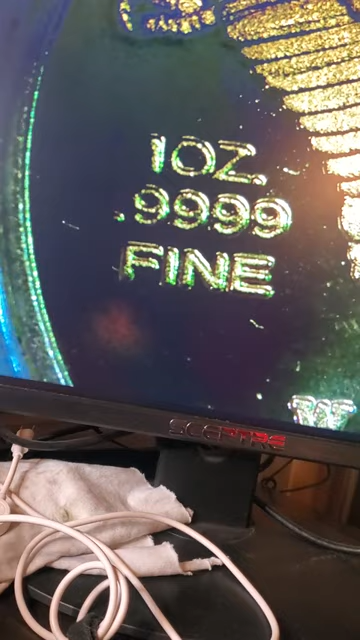 1OZ.
.9999
FINE
W
SCEPTRE